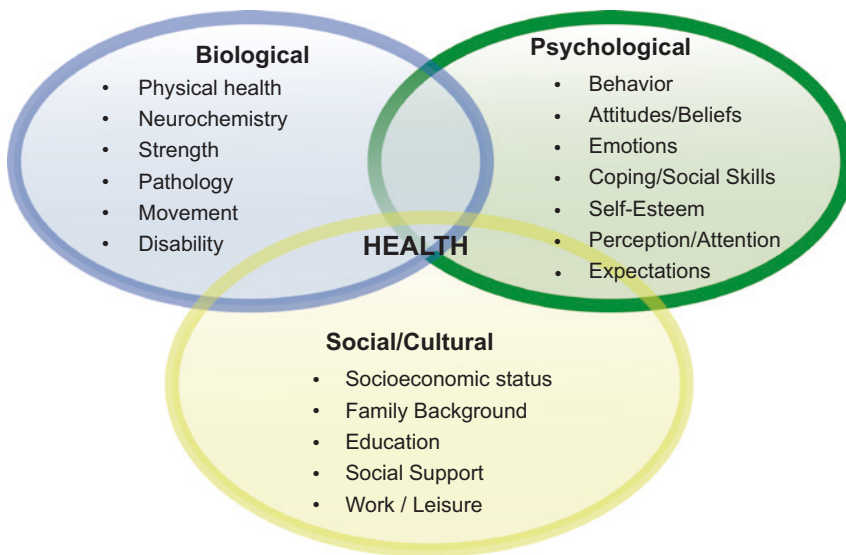 Biological
• Physical health
• Neurochemistry
• Strength
• Pathology
• Movement
• Disability
Psychological
• Behavior
• Attitudes/Beliefs
• Emotions
• Coping/Social Skills
• Self-Esteem
• Perception/Attention
• Expectations
HEALTH
Social/Cultural
• Socioeconomic status
• Family Background
• Education
• Social Support
• Work / Leisure